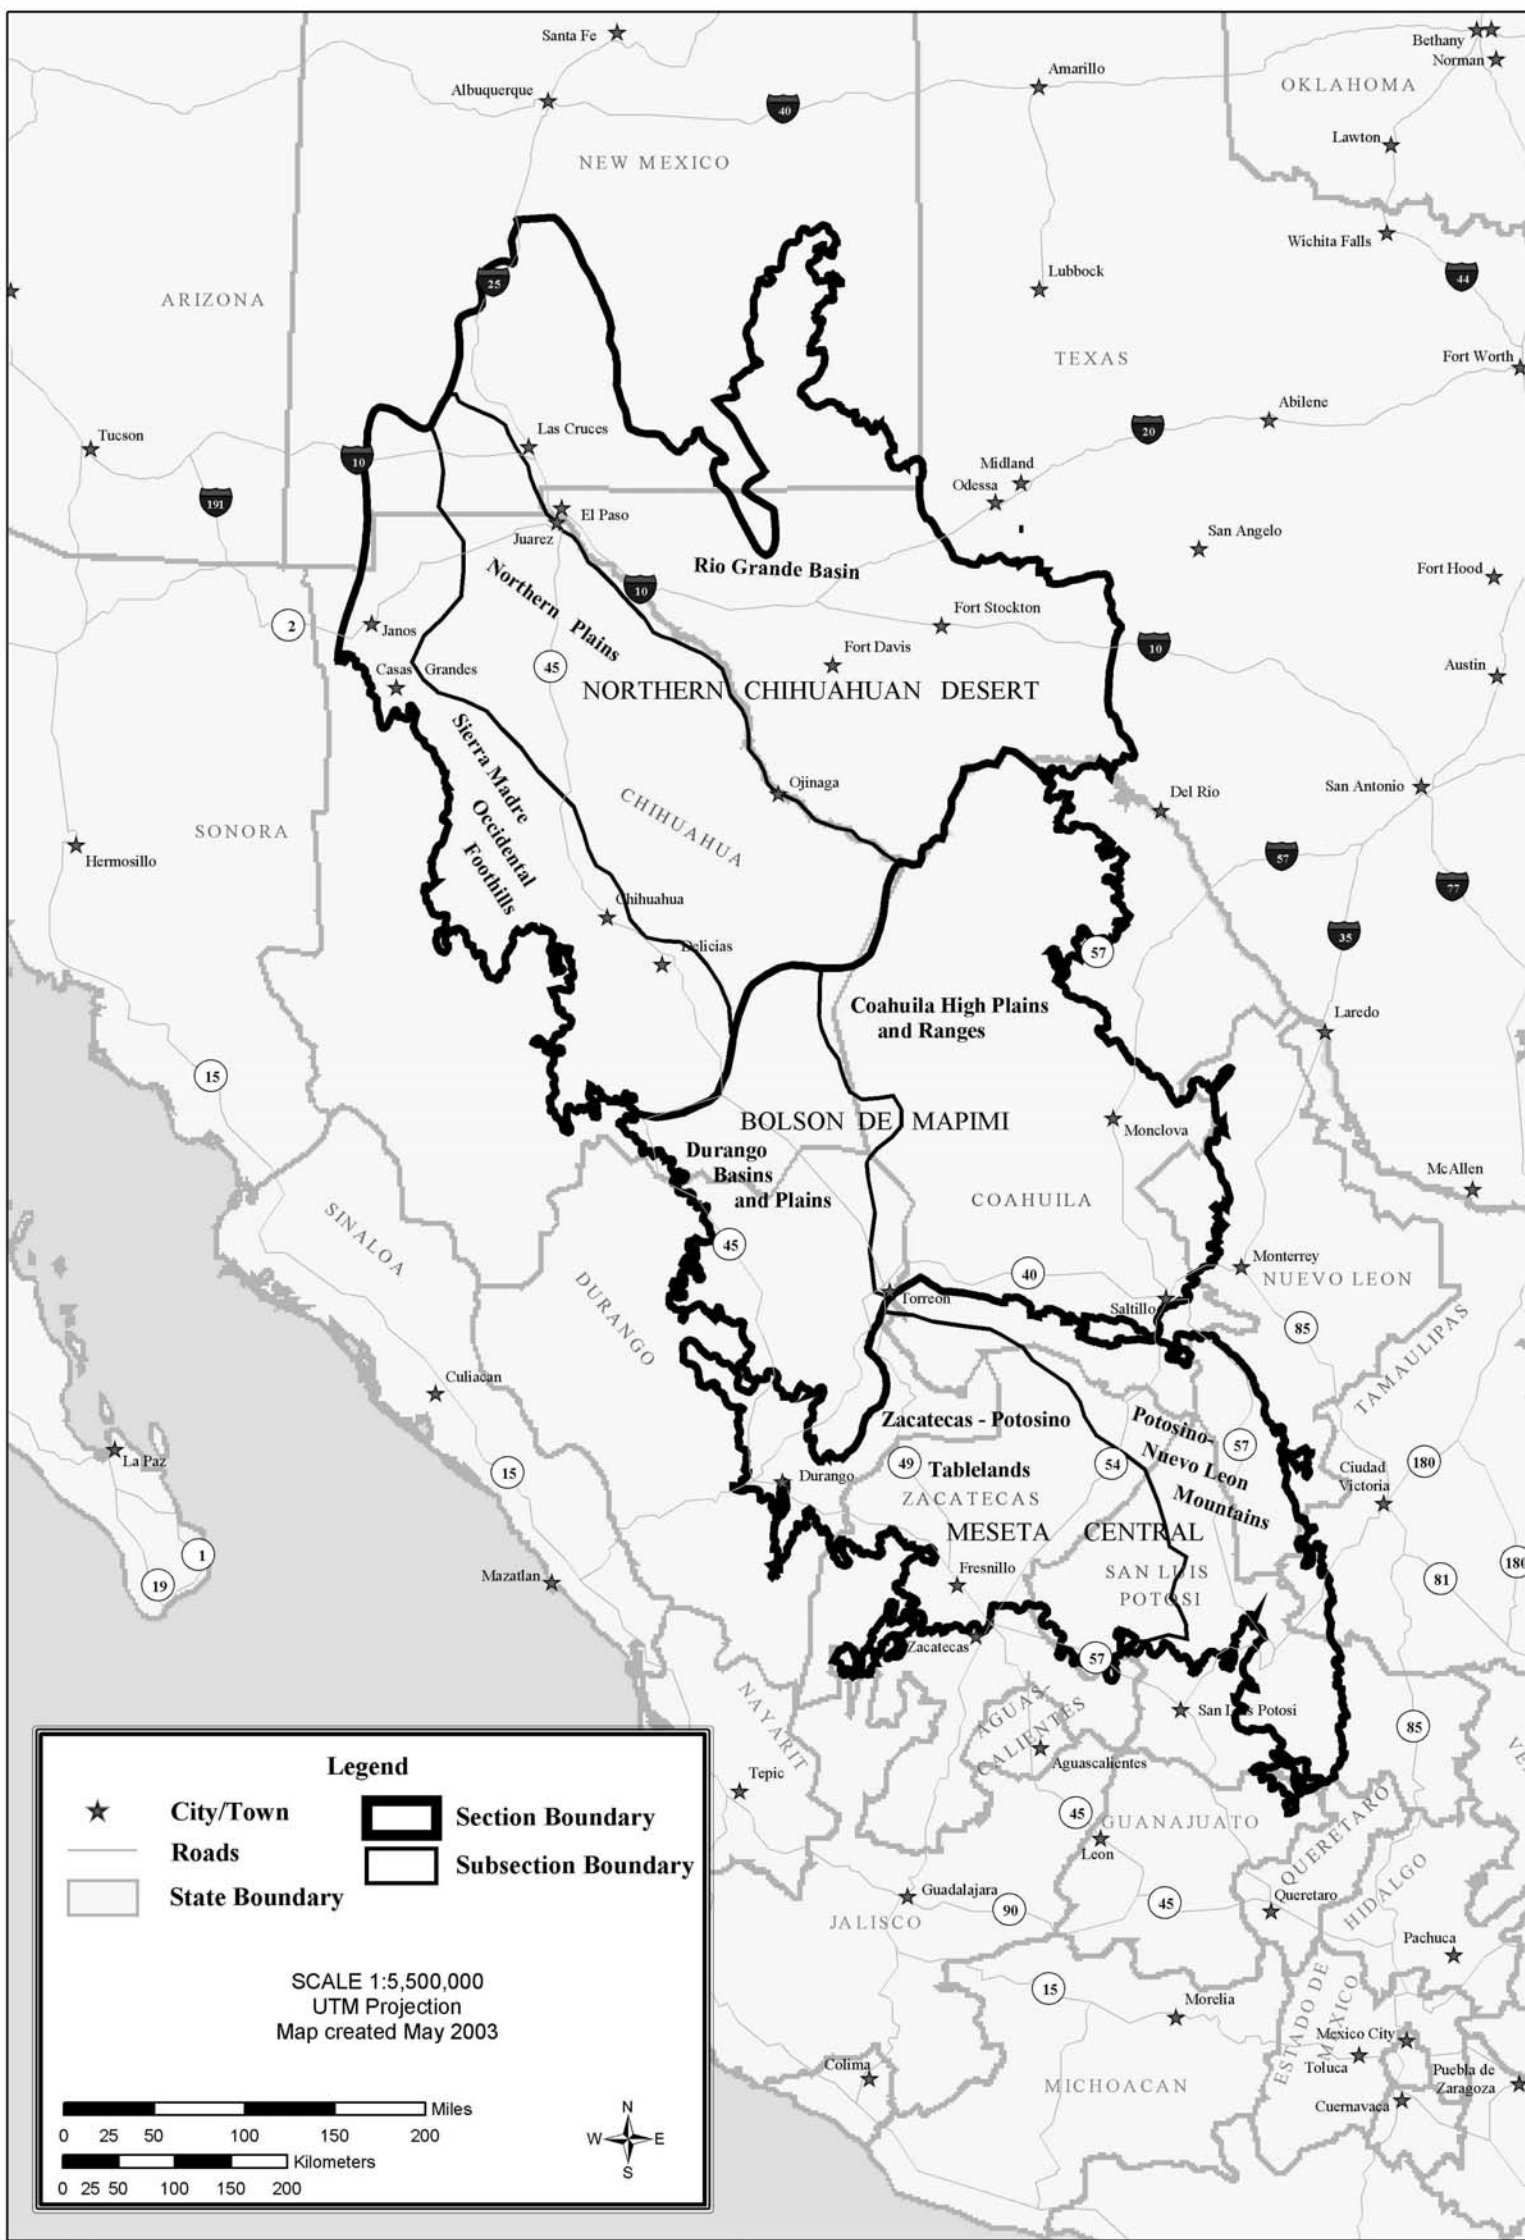 Santa Fe
Bethany
Norman
Amarillo
OKLAHOMA
Albuquerque
40
Lawton
NEW MEXICO
Wichita Falls
Lubbock
44
25
ARIZONA
TEXAS
Fort Worth
Abilene
20
Tucson
Las Cruces
10
Midland
Odessa
191
El Paso
Juarez
San Angelo
Rio Grande Basin
Fort Hood
Northern Plains
10
Fort Stockton
2
Janos
Fort Davis
10
Casas Grandes
45
Austin
NORTHERN CHIHUAHUAN DESERT
Sierra Madre
Occidental
Foothills
Ojinaga
San Antonio
Del Rio
CHIHUAHUA
SONORA
Hermosillo
57
77
Chihuahua
35
Delicias
57
Coahuila High Plains
and Ranges
Laredo
15
BOLSON DE MAPIMI
Monclova
Durango
Basins
and Plains
McAllen
COAHUILA
SINALOA
45
Monterrey
NUEVO LEON
DURANGO
40
Torreon
Saltillo
85
TAMAULIPAS
Culiacan
Zacatecas - Potosino
Tablelands
Potosino-
Nuevo Leon
Mountains
57
La Paz
49
54
Ciudad
Victoria
180
15
Durango
ZACATECAS
MESETA CENTRAL
1
19
Mazatlan
Fresnillo
SAN LUIS
POTOSI
81
180
Zacatecas
57
NAYARIT
AGUAS-
CALIENTES
San Luis Potosi
85
VE
Aguascalientes
Tepic
45
GUANAJUATO
Leon
QUERETARO
HIDALGO
Guadalajara
90
45
Queretaro
JALISCO
Pachuca
15
Morelia
ESTADO DE
MEXICO
Mexico City
Toluca
Colima
MICHOACAN
Puebla de
Zaragoza
Cuernavaca
Legend
City/Town
Section Boundary
Roads
Subsection Boundary
State Boundary
SCALE 1:5,500,000
UTM Projection
Map created May 2003
Miles
0 25 50 100 150 200
Kilometers
0 25 50 100 150 200
N
W E
S